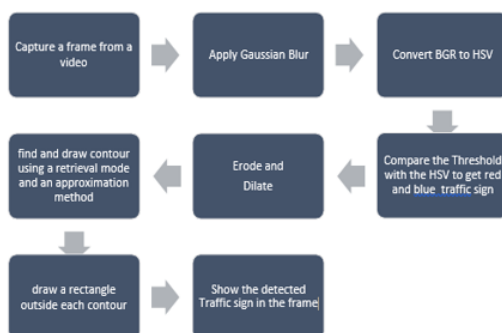 Capture a frame from a
video
Apply Gaussian Blur
Convert BGR to HSV
Compare the Threshold
with the HSV to get red
and blue traffic sign
Erode and
Dilate
find and draw contour
using a retrieval mode
and an approximation
method
draw a rectangle
outside each contour
Show the detected
Traffic sign in the frame